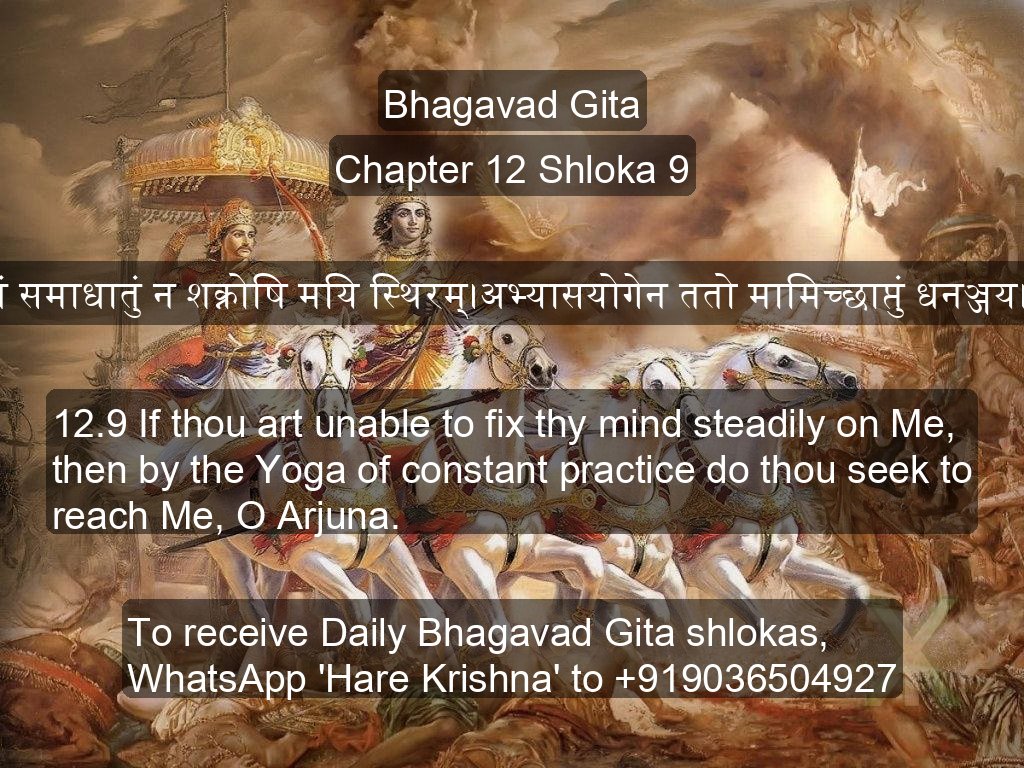 Bhagavad Gita
Chapter 12 Shloka 9
समाधातुं न शक्नोषि मयि स्थिरम्।अभ्यासयोगेन ततो मामिच्छाप्तुं धनञ्जय।
12.9 If thou art unable to fix thy mind steadily on Me,
then by the Yoga of constant practice do thou seek to
reach Me, O Arjuna.
To receive Daily Bhagavad Gita shlokas,
WhatsApp 'Hare Krishna' to +919036504927